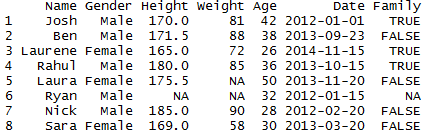 Name Gender Height Weight Age Date Family
1 Josh Male 170.0 81 42 2012-01-01 TRUE
2 Ben Male 171.5 88 38 2013-09-23 FALSE
3 Laurene Female 165.0 72 26 2014-11-15 TRUE
4 Rahul Male 180.0 85 36 2013-10-15 TRUE
5 Laura Female 175.5 NA 50 2013-11-20 FALSE
6 Ryan Male NA NA 32 2012-01-15 NA
7 Nick Male 185.0 90 28 2012-02-20 FALSE
8 Sara Female 169.0 58 30 2013-03-20 FALSE